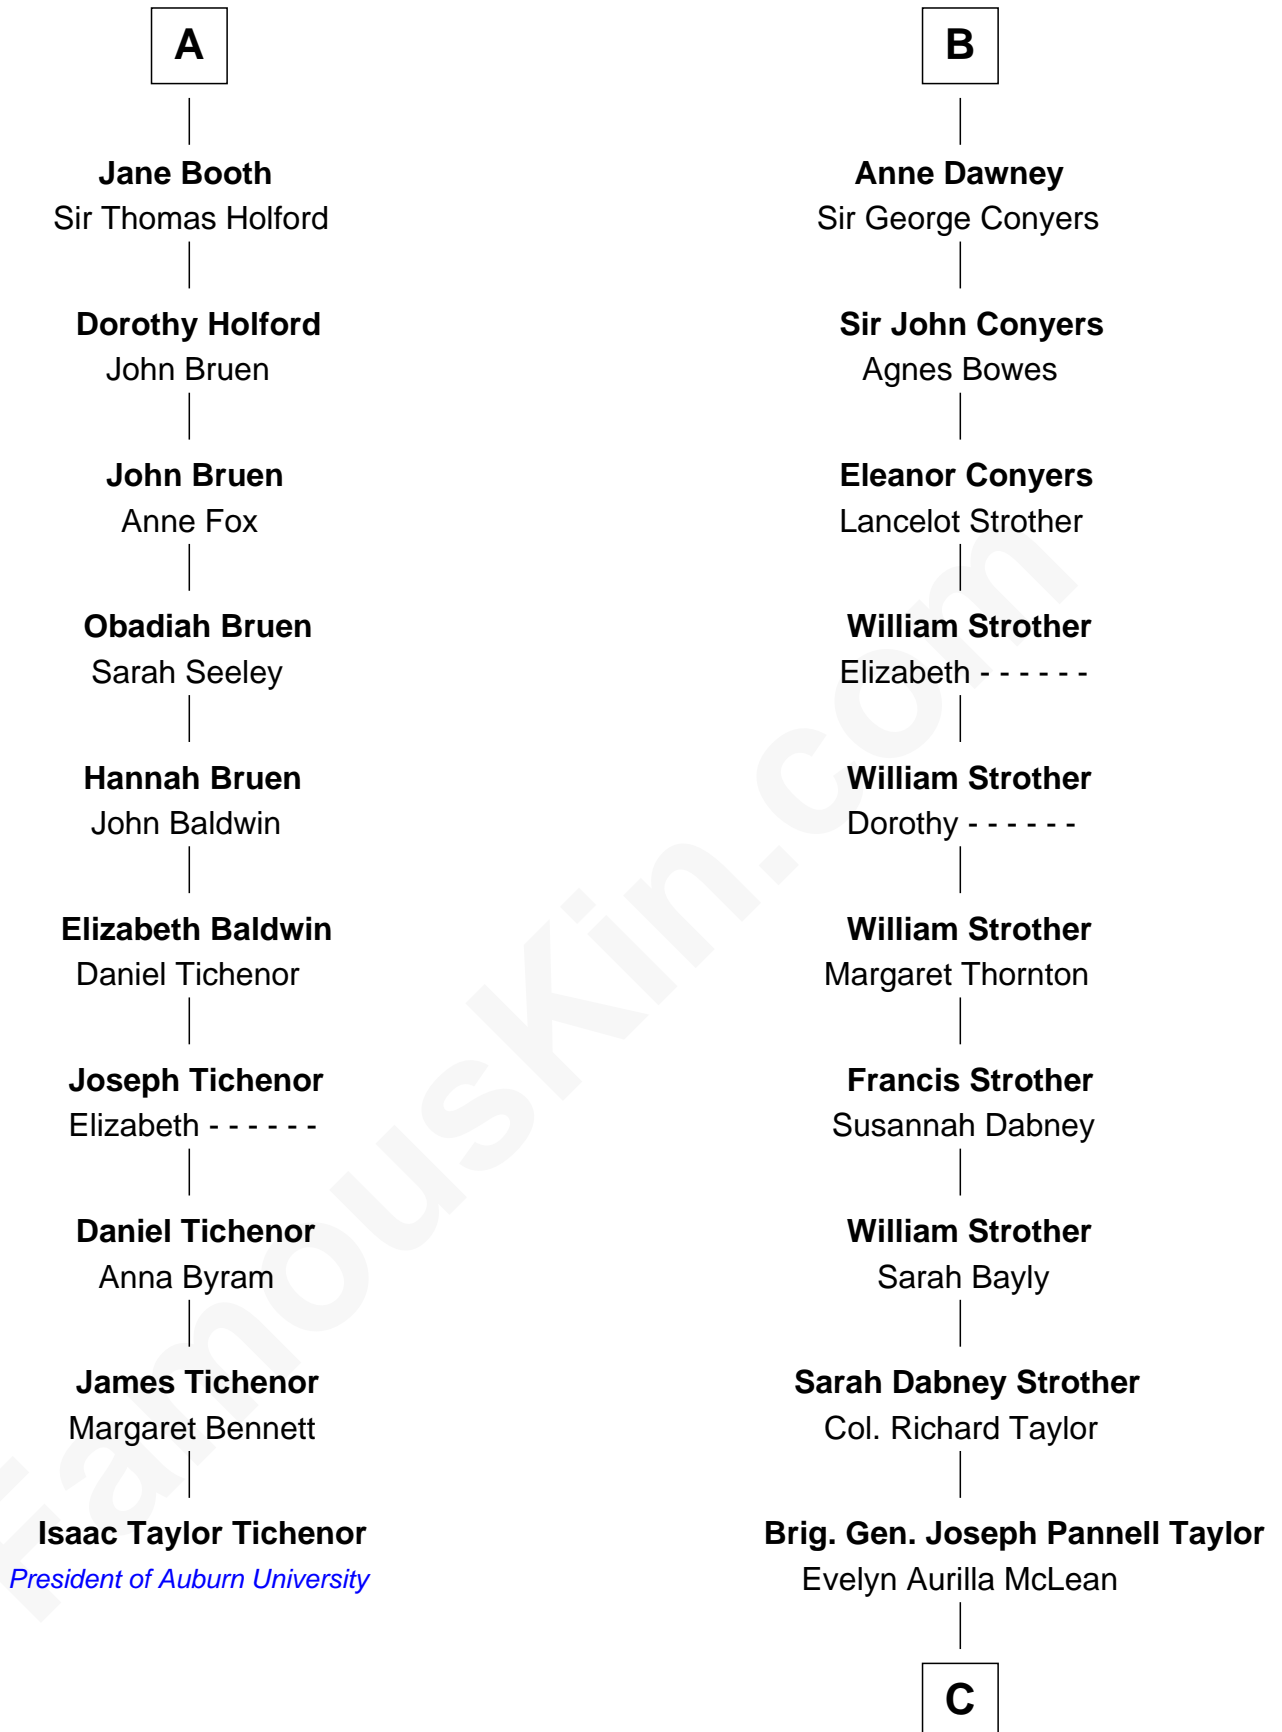 A
Jane Booth
Sir Thomas Holford
Dorothy Holford
John Bruen
John Bruen
Anne Fox
Obadiah Bruen
Sarah Seeley
Hannah Bruen
John Baldwin
Elizabeth Baldwin
Daniel Tichenor
Joseph Tichenor
Elizabeth - - - - - -
Daniel Tichenor
Anna Byram
James Tichenor
Margaret Bennett
Isaac Taylor Tichenor
President of Auburn University
B
Anne Dawney
Sir George Conyers
Sir John Conyers
Agnes Bowes
Eleanor Conyers
Lancelot Strother
William Strother
Elizabeth - - - - - -
William Strother
Dorothy - - - - - -
William Strother
Margaret Thornton
Francis Strother
Susannah Dabney
William Strother
Sarah Bayly
Sarah Dabney Strother
Col. Richard Taylor
Brig. Gen. Joseph Pannell Taylor
Evelyn Aurilla McLean
C
FamousKin.com